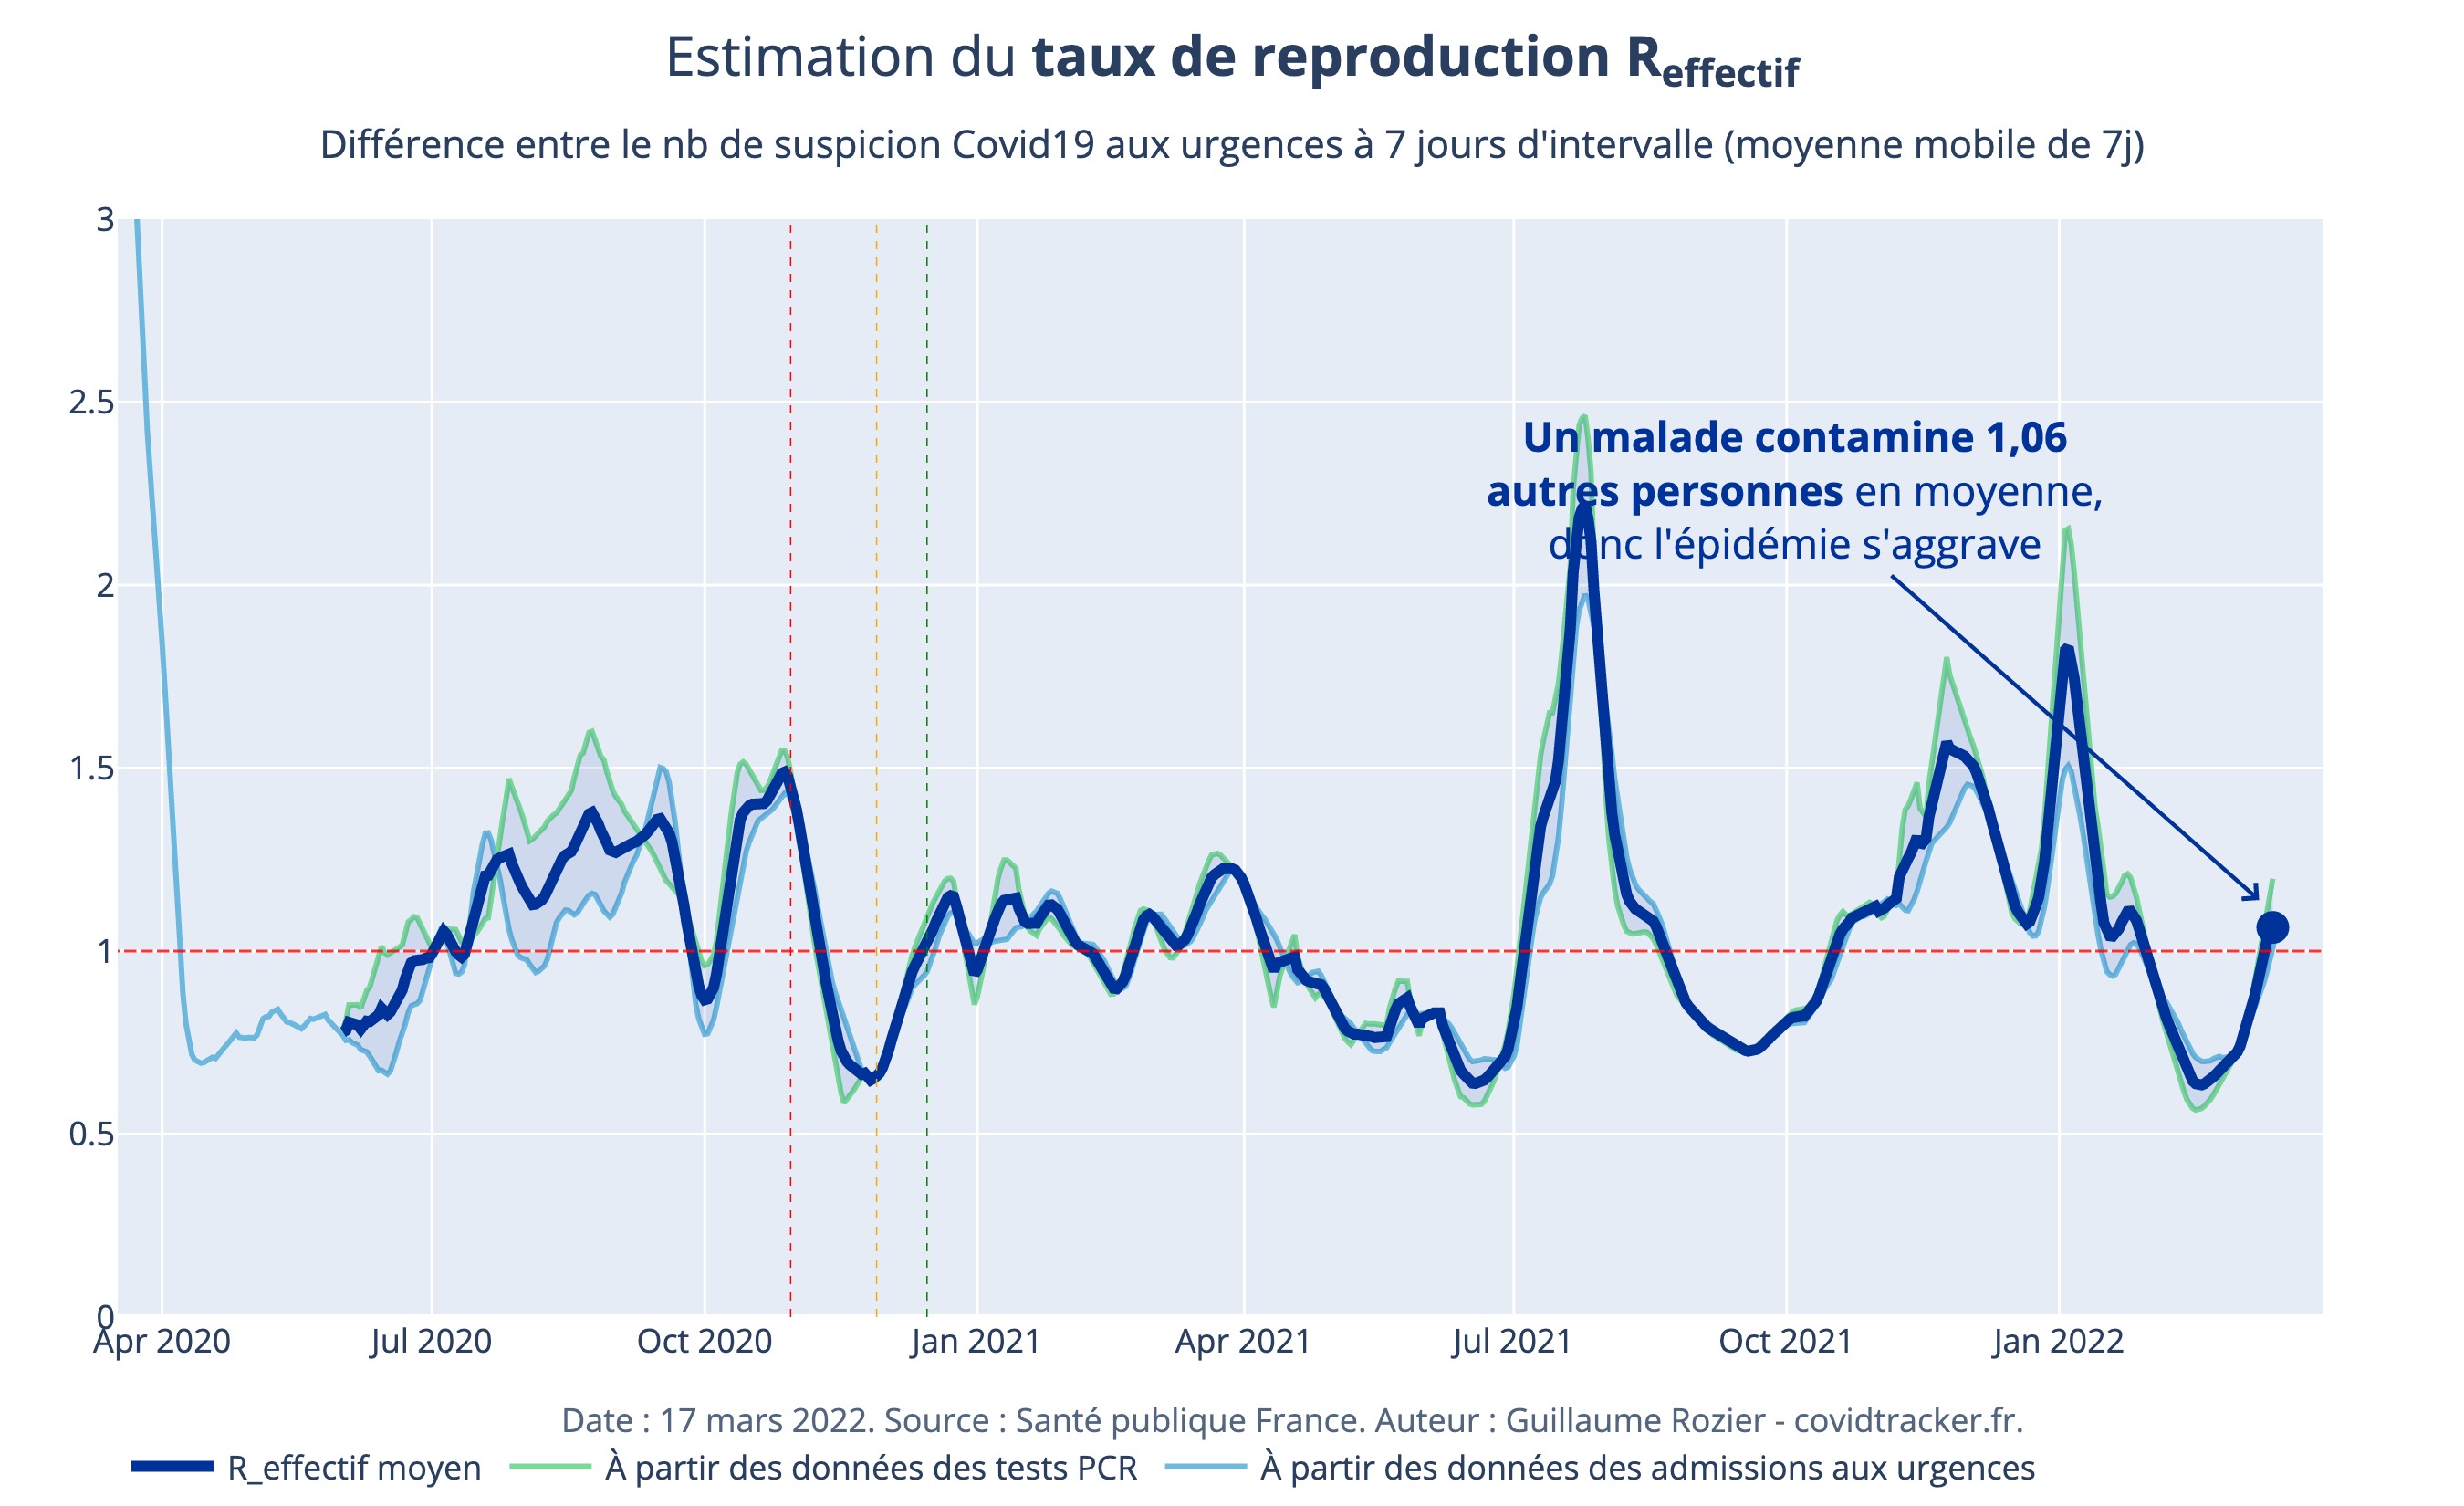 Estimation du taux de reproduction Reffectif
Différence entre le nb de suspicion Covid19 aux urgences à 7 jours d'intervalle (moyenne mobile de 7j)
3
2.5
Un malade contamine 1,06
autres personnes en moyenne,
donc l'épidémie s'aggrave
2
1.5
1
0.5
0
Apr 2020 Jul 2020 Oct 2020 Jan 2021 Apr 2021 Jul 2021 Oct 2021 Jan 2022
Date : 17 mars 2022. Source : Santé publique France. Auteur : Guillaume Rozier - covidtracker.fr.
R_effectif moyen À partir des données des tests PCR À partir des données des admissions aux urgences